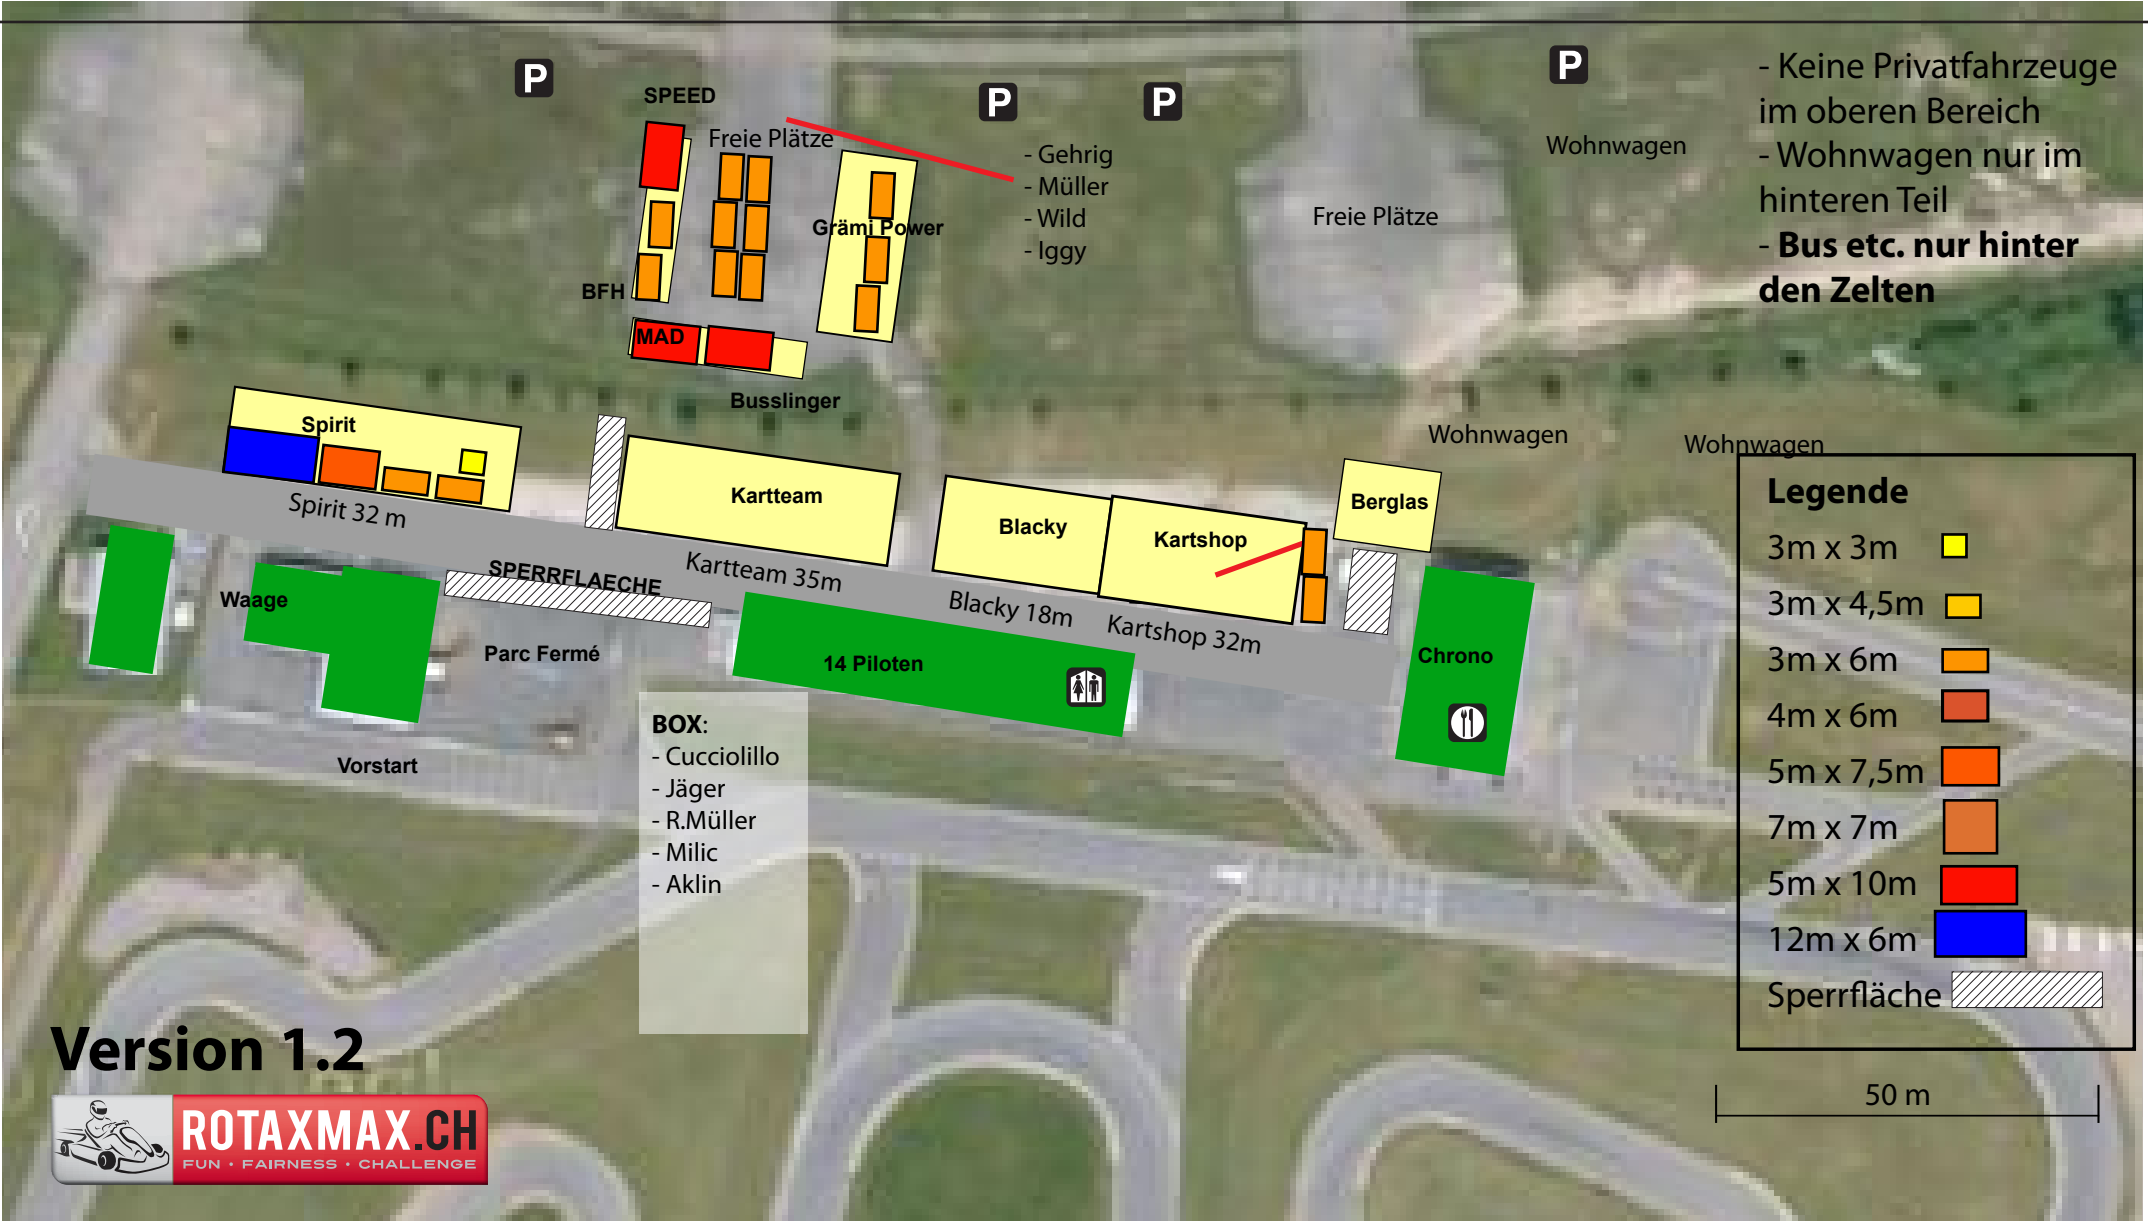 P
P
P
P
- Keine Privatfahrzeuge
im oberen Bereich
- Wohnwagen nur im
hinteren Teil
- Bus etc. nur hinter
den Zelten
SPEED
Freie Plätze
- Gehrig
- Müller
- Wild
- Iggy
Wohnwagen
Freie Plätze
Grämi Power
BFH
MAD
Busslinger
Wohnwagen
Wohnwagen
Spirit
Kartteam
Blacky
Kartshop
Berglas
Spirit 32 m
Kartteam 35m
Blacky 18m
Kartshop 32m
SPERRFLAECHE
Waage
Parc Fermé
14 Piloten
Chrono
Vorstart
BOX:
- Cucciolillo
- Jäger
- R.Müller
- Milic
- Aklin
Legende
3m x 3m
3m x 4,5m
3m x 6m
4m x 6m
5m x 7,5m
7m x 7m
5m x 10m
12m x 6m
Sperrfläche
50 m
Version 1.2
ROTAXMAX.CH
FUN · FAIRNESS · CHALLENGE